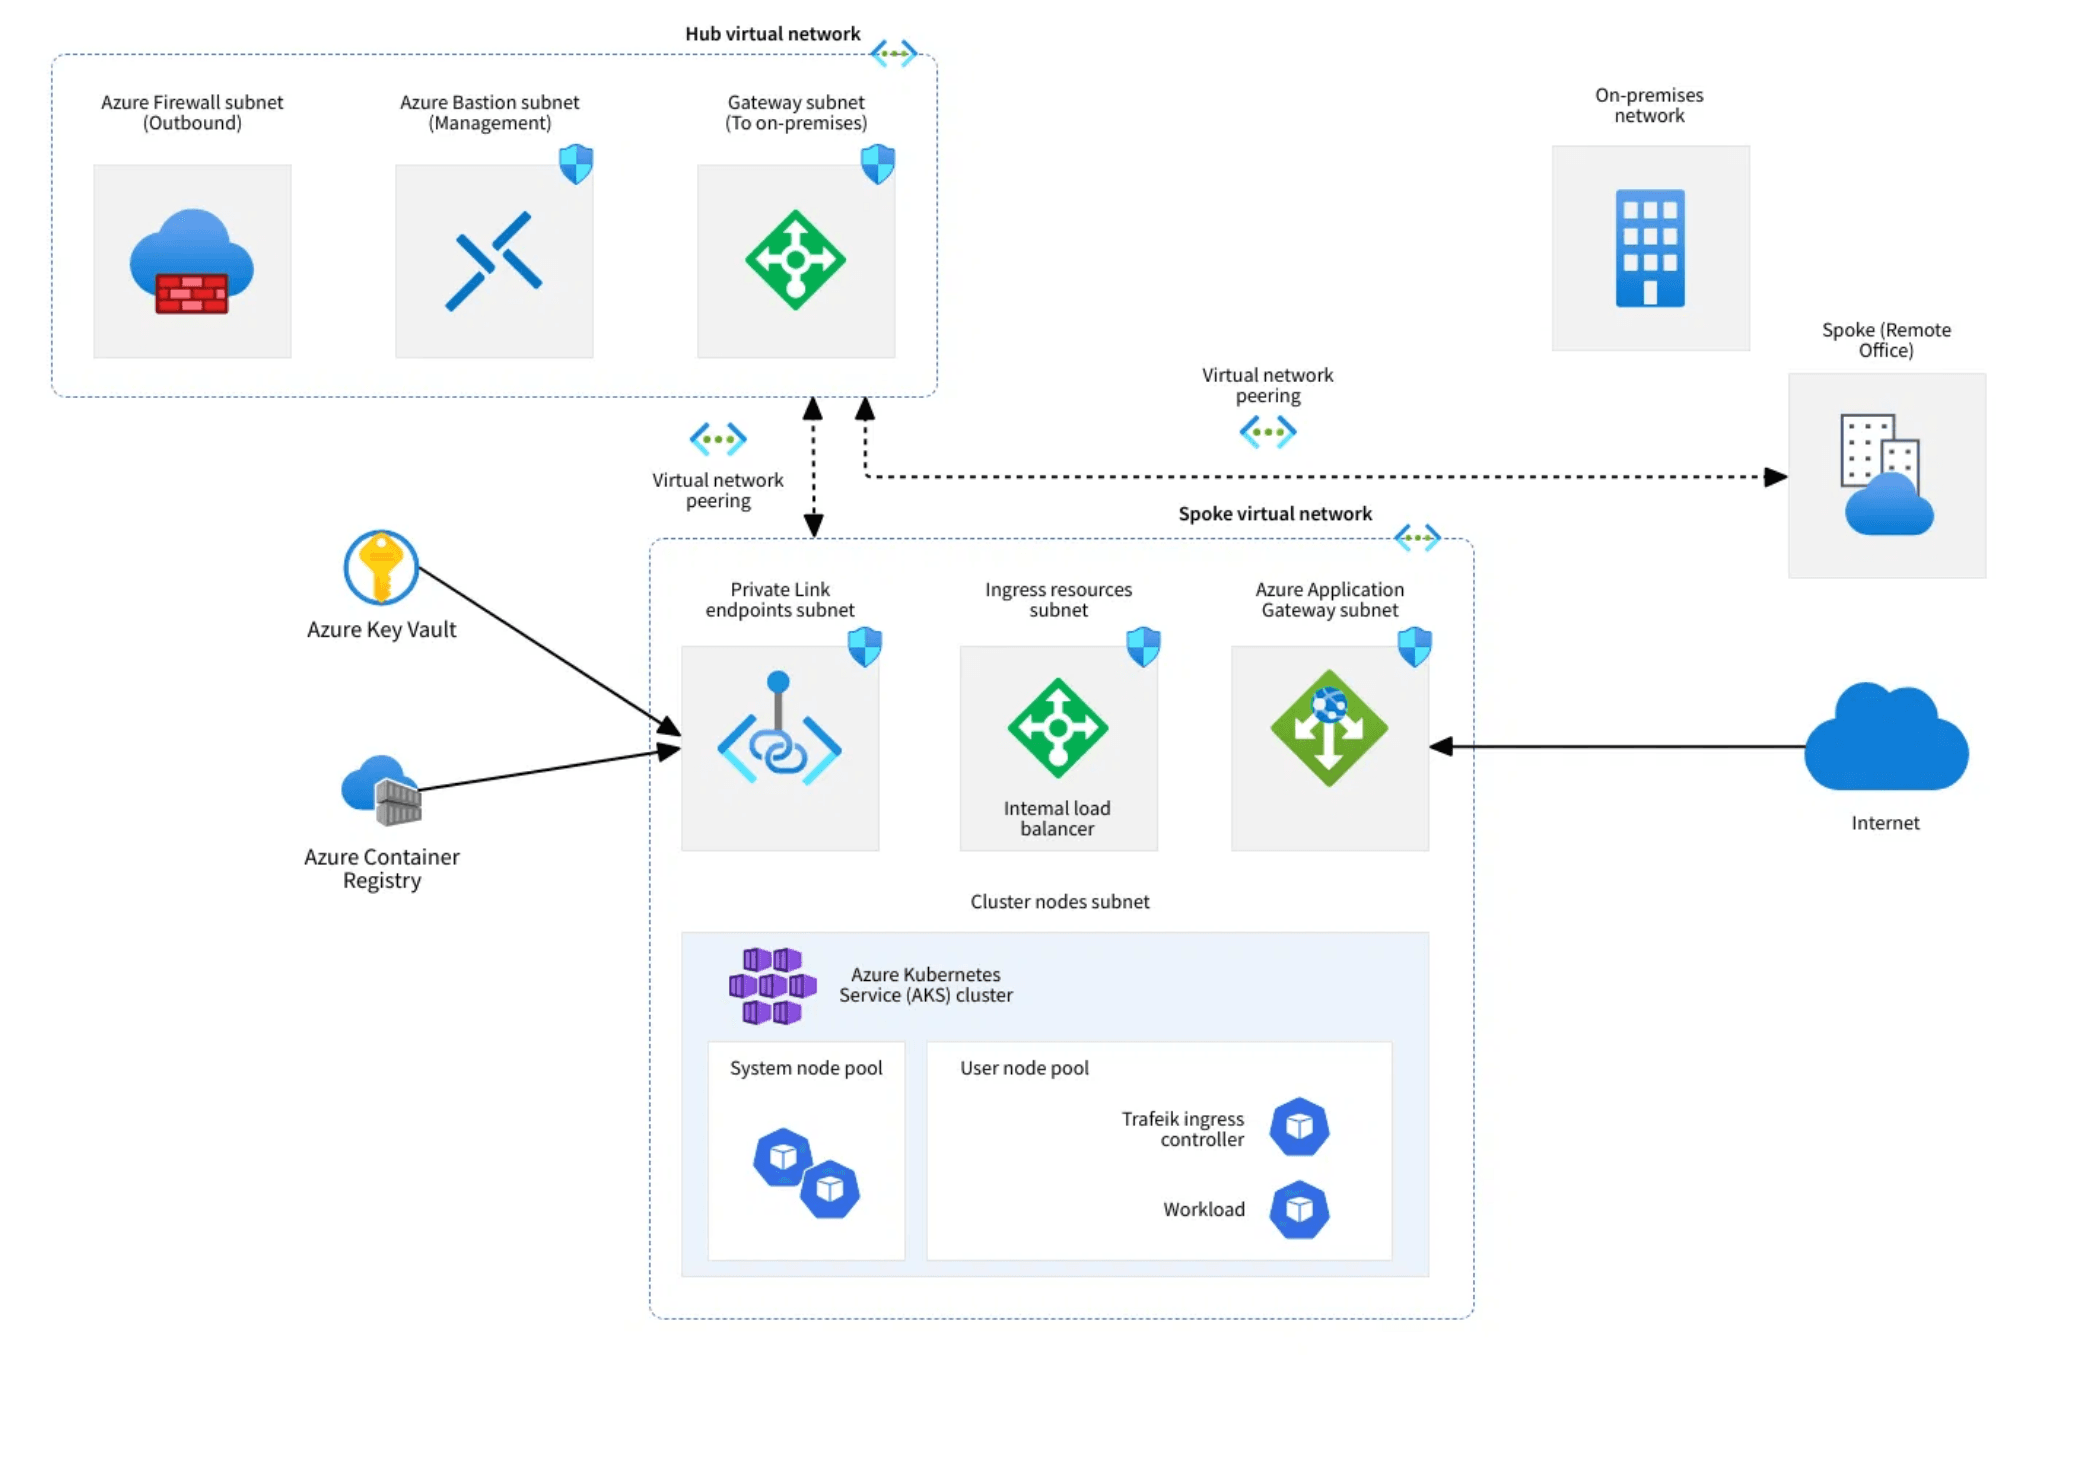 Hub virtual network
Azure Firewall subnet
(Outbound)
Azure Bastion subnet
(Management)
Gateway subnet
(To on-premises)
On-premises
network
Spoke (Remote
Office)
Virtual network
peering
Virtual network
peering
Spoke virtual network
Azure Key Vault
Azure Container
Registry
Private Link
endpoints subnet
Ingress resources
subnet
Azure Application
Gateway subnet
Intemal load
balancer
Internet
Cluster nodes subnet
Azure Kubernetes
Service (AKS) cluster
System node pool
User node pool
Trafeik ingress
controller
Workload